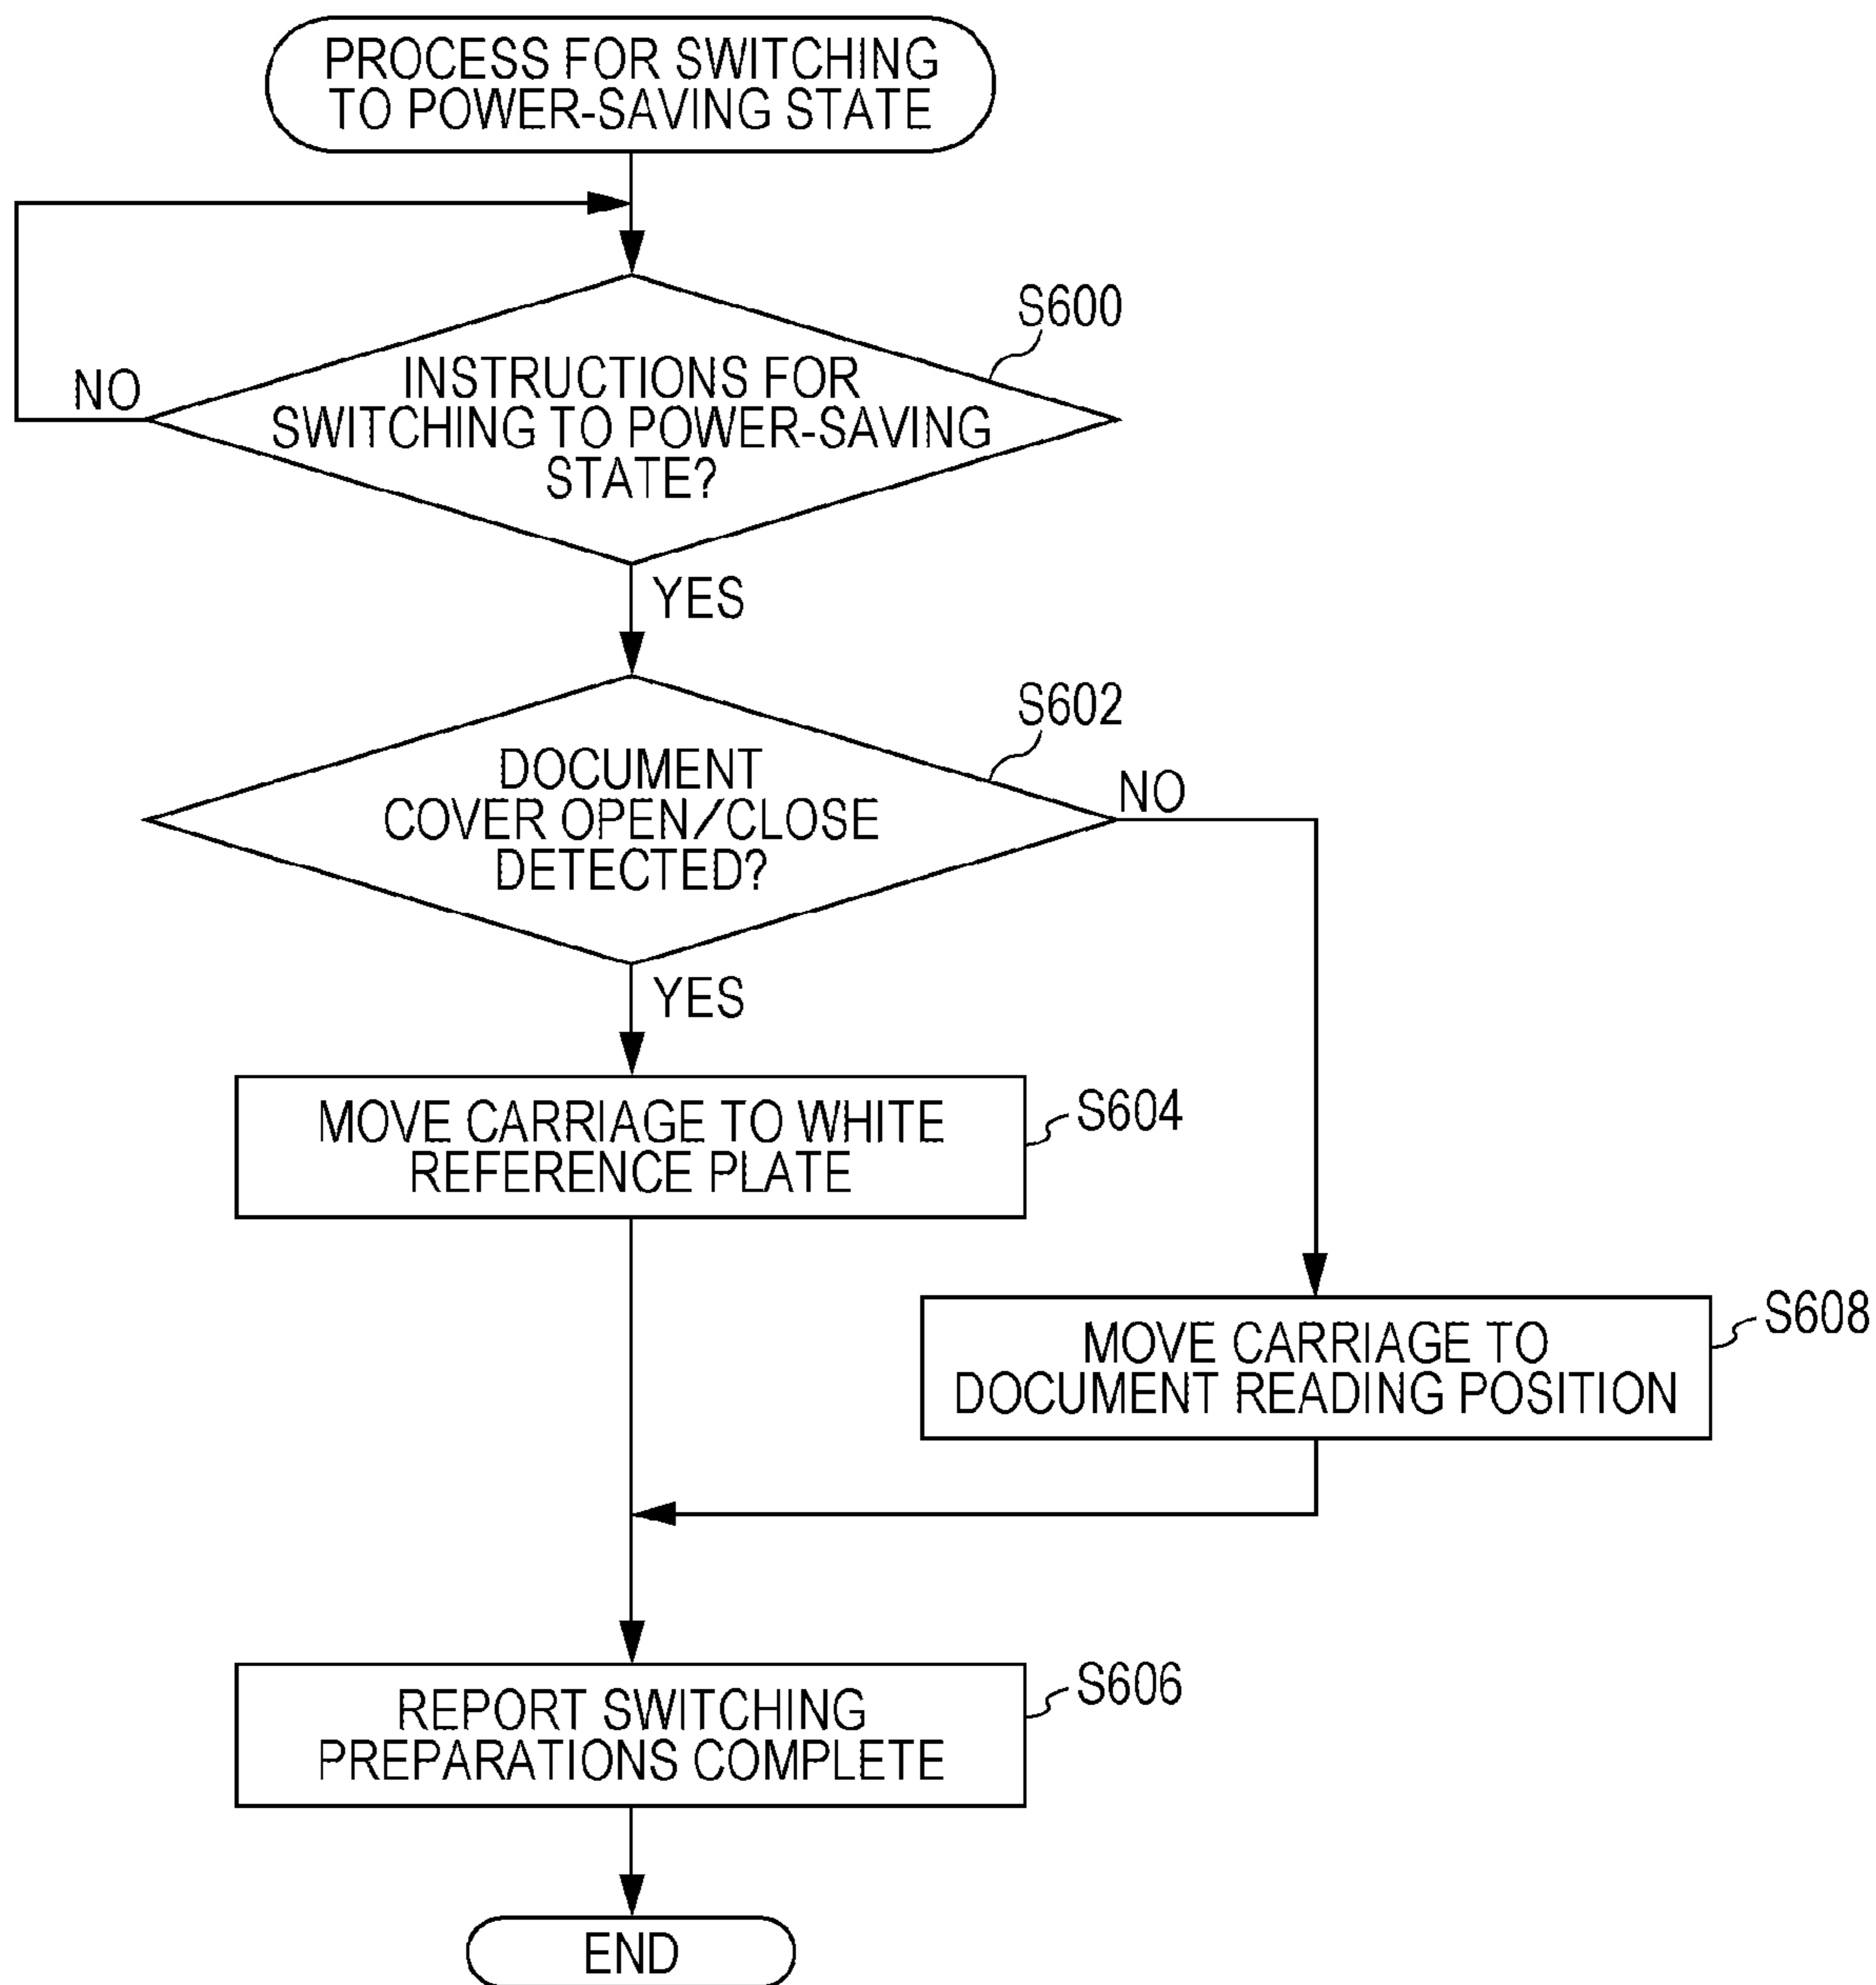 PROCESS FOR SWITCHING
TO POWER-SAVING STATE
S600
INSTRUCTIONS FOR
SWITCHING TO POWER-SAVING
STATE?
NO
YES
S602
DOCUMENT
COVER OPEN/CLOSE
DETECTED?
NO
YES
MOVE CARRIAGE TO WHITE
REFERENCE PLATE
S604
MOVE CARRIAGE TO
DOCUMENT READING POSITION
S608
REPORT SWITCHING
PREPARATIONS COMPLETE
S606
END